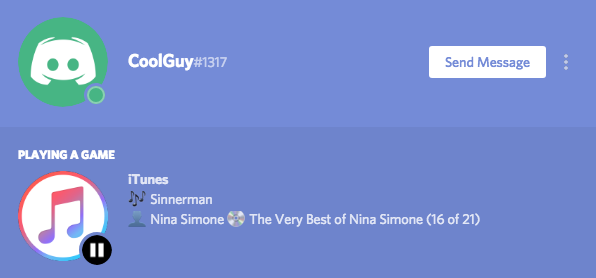 CoolGuy#1317
Send Message
PLAYING A GAME
iTunes
🎶 Sinnerman
👤 Nina Simone 💿 The Very Best of Nina Simone (16 of 21)